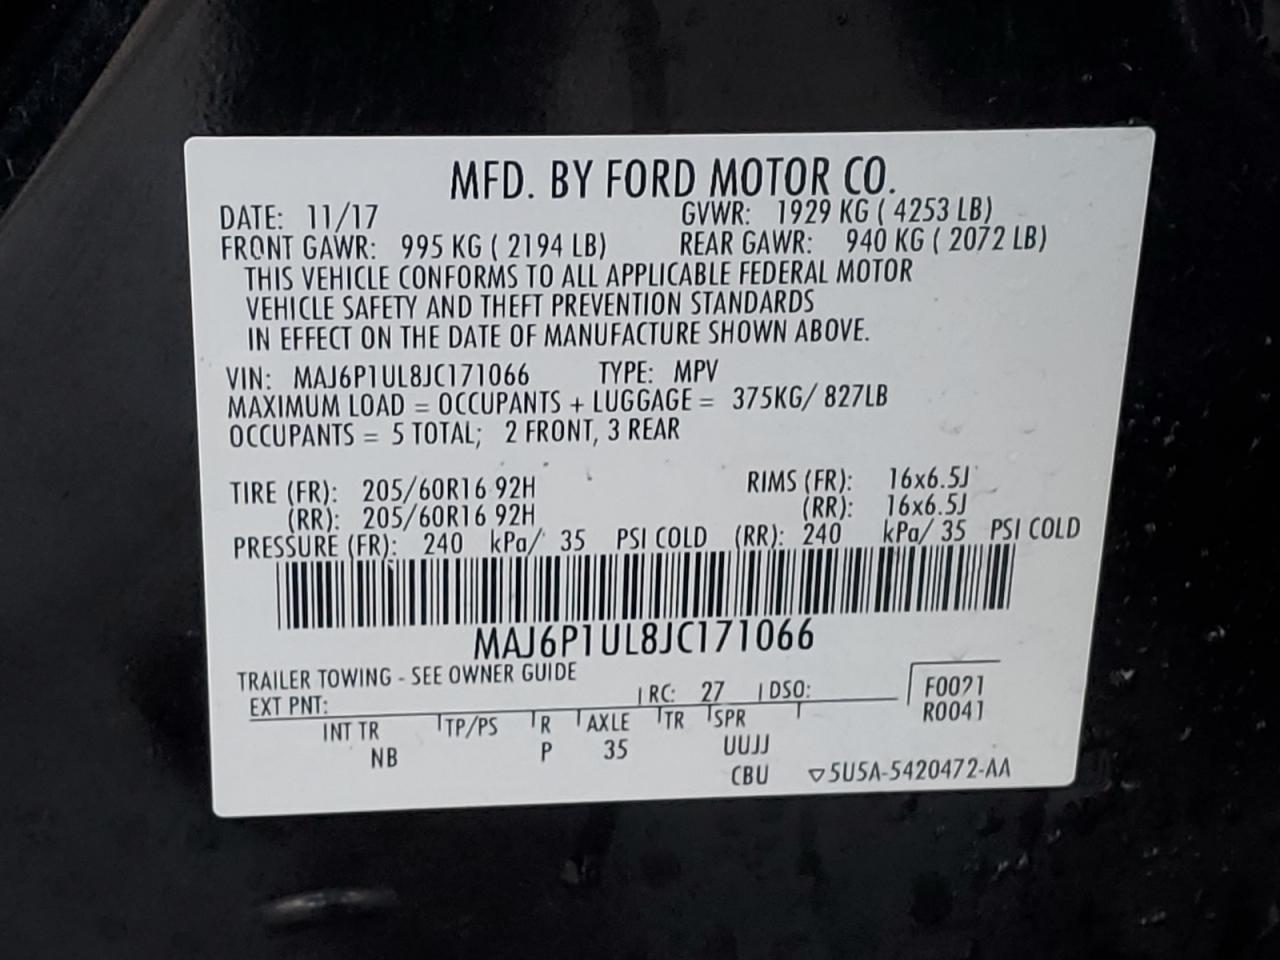 MFD. BY FORD MOTOR CO.
DATE: 11/17 GVWR: 1929 KG ( 4253 LB)
FRONT GAWR: 995 KG ( 2194 LB) REAR GAWR: 940 KG ( 2072 LB)
THIS VEHICLE CONFORMS TO ALL APPLICABLE FEDERAL MOTOR
VEHICLE SAFETY AND THEFT PREVENTION STANDARDS
IN EFFECT ON THE DATE OF MANUFACTURE SHOWN ABOVE.
VIN: MAJ6P1UL8JC171066 TYPE: MPV
MAXIMUM LOAD = OCCUPANTS + LUGGAGE = 375KG/ 827LB
OCCUPANTS = 5 TOTAL; 2 FRONT, 3 REAR
TIRE (FR): 205/60R16 92H RIMS (FR): 16x6.5J
(RR): 205/60R16 92H (RR): 16x6.5J
PRESSURE (FR): 240 kPa/ 35 PSI COLD (RR): 240 kPa/ 35 PSI COLD
MAJ6P1UL8JC171066
TRAILER TOWING - SEE OWNER GUIDE
EXT PNT: RC: 27 DSO: F0021
INT TR TP/PS R AXLE TR SPR R0041
NB P 35 UUJJ
CBU ▽5U5A-5420472-AA